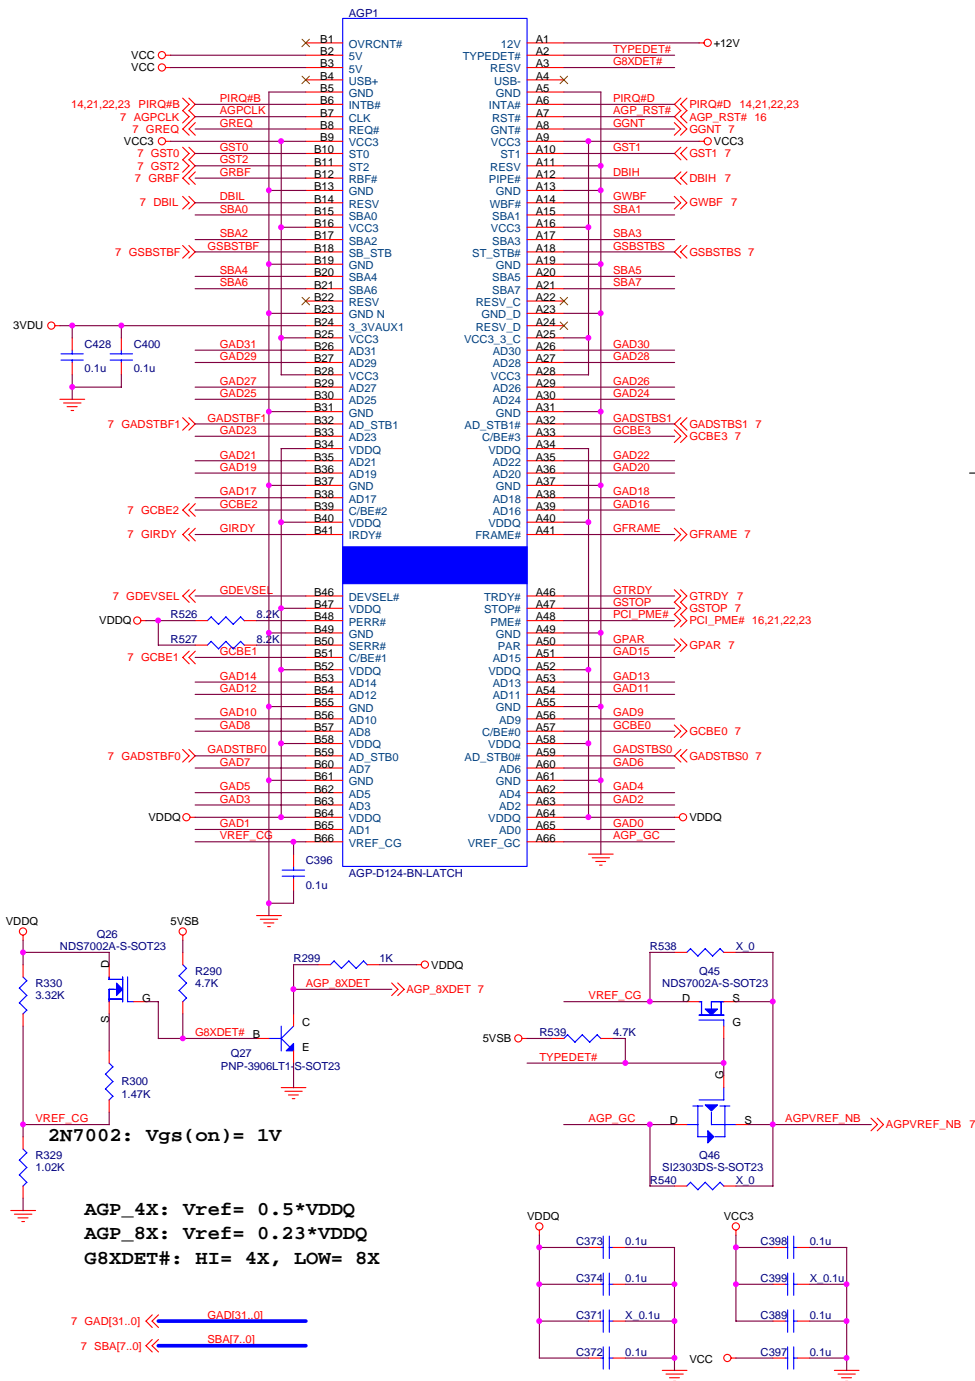 AGP1
B1 OVRCNT# 12V A1 +12V
VCC B2 5V TYPEDET# A2 TYPEDET#
VCC B3 5V RESV A3 G8XDET#
B4 USB+ USB- A4
B5 GND GND A5
14,21,22,23 PIRQ#B PIRQ#B B6 INTB# INTA# A6 PIRQ#D PIRQ#D 14,21,22,23
7 AGPCLK AGPCLK B7 CLK RST# A7 AGP_RST# AGP_RST# 16
7 GREQ GREQ B8 REQ# GNT# A8 GGNT GGNT 7
VCC3 B9 VCC3 VCC3 A9 VCC3
7 GST0 GST0 B10 ST0 ST1 A10 GST1 GST1 7
7 GST2 GST2 B11 ST2 RESV A11
7 GRBF GRBF B12 RBF# PIPE# A12 DBIH DBIH 7
B13 GND GND A13
7 DBIL DBIL B14 RESV WBF# A14 GWBF GWBF 7
SBA0 B15 SBA0 SBA1 A15 SBA1
B16 VCC3 VCC3 A16
SBA2 B17 SBA2 SBA3 A17 SBA3
7 GSBSTBF GSBSTBF B18 SB_STB ST_STB# A18 GSBSTBS GSBSTBS 7
B19 GND GND A19
SBA4 B20 SBA4 SBA5 A20 SBA5
SBA6 B21 SBA6 SBA7 A21 SBA7
B22 RESV RESV_C A22
B23 GND N GND_D A23
3VDU B24 3_3VAUX1 RESV_D A24
B25 VCC3 VCC3_3_C A25
C428 0.1u C400 0.1u
GAD31 B26 AD31 AD30 A26 GAD30
GAD29 B27 AD29 AD28 A27 GAD28
B28 VCC3 VCC3 A28
GAD27 B29 AD27 AD26 A29 GAD26
GAD25 B30 AD25 AD24 A30 GAD24
B31 GND GND A31
7 GADSTBF1 GADSTBF1 B32 AD_STB1 AD_STB1# A32 GADSTBS1 GADSTBS1 7
GAD23 B33 AD23 C/BE#3 A33 GCBE3 GCBE3 7
B34 VDDQ VDDQ A34
GAD21 B35 AD21 AD22 A35 GAD22
GAD19 B36 AD19 AD20 A36 GAD20
B37 GND GND A37
GAD17 B38 AD17 AD18 A38 GAD18
7 GCBE2 GCBE2 B39 C/BE#2 AD16 A39 GAD16
B40 VDDQ VDDQ A40
7 GIRDY GIRDY B41 IRDY# FRAME# A41 GFRAME GFRAME 7
7 GDEVSEL GDEVSEL B46 DEVSEL# TRDY# A46 GTRDY GTRDY 7
B47 VDDQ STOP# A47 GSTOP GSTOP 7
VDDQ R526 8.2K B48 PERR# PME# A48 PCI_PME# PCI_PME# 16,21,22,23
B49 GND GND A49
R527 8.2K B50 SERR# PAR A50 GPAR GPAR 7
7 GCBE1 GCBE1 B51 C/BE#1 AD15 A51 GAD15
B52 VDDQ VDDQ A52
GAD14 B53 AD14 AD13 A53 GAD13
GAD12 B54 AD12 AD11 A54 GAD11
B55 GND GND A55
GAD10 B56 AD10 AD9 A56 GAD9
GAD8 B57 AD8 C/BE#0 A57 GCBE0 GCBE0 7
B58 VDDQ VDDQ A58
7 GADSTBF0 GADSTBF0 B59 AD_STB0 AD_STB0# A59 GADSTBS0 GADSTBS0 7
GAD7 B60 AD7 AD6 A60 GAD6
B61 GND GND A61
GAD5 B62 AD5 AD4 A62 GAD4
GAD3 B63 AD3 AD2 A63 GAD2
VDDQ B64 VDDQ VDDQ A64 VDDQ
GAD1 B65 AD1 AD0 A65 GAD0
VREF_CG B66 VREF_CG VREF_GC A66 AGP_GC
C396 0.1u
AGP-D124-BN-LATCH
VDDQ
Q26
NDS7002A-S-SOT23
5VSB
R330
3.32K
D
G
S
R290
4.7K
R299 1K VDDQ
AGP_8XDET AGP_8XDET 7
G8XDET# B C E
Q27
PNP-3906LT1-S-SOT23
R300
1.47K
VREF_CG
R329
1.02K
2N7002: Vgs(on)= 1V
AGP_4X: Vref= 0.5*VDDQ
AGP_8X: Vref= 0.23*VDDQ
G8XDET#: HI= 4X, LOW= 8X
7 GAD[31..0] GAD[31..0]
7 SBA[7..0] SBA[7..0]
R538 X_0
Q45
NDS7002A-S-SOT23
VREF_CG D S
G
5VSB R539 4.7K
TYPEDET#
G
AGP_GC D S AGPVREF_NB AGPVREF_NB 7
Q46
SI2303DS-S-SOT23
R540 X_0
VDDQ VCC3
C373 0.1u C398 0.1u
C374 0.1u C399 X_0.1u
C371 X_0.1u C389 0.1u
C372 0.1u VCC C397 0.1u